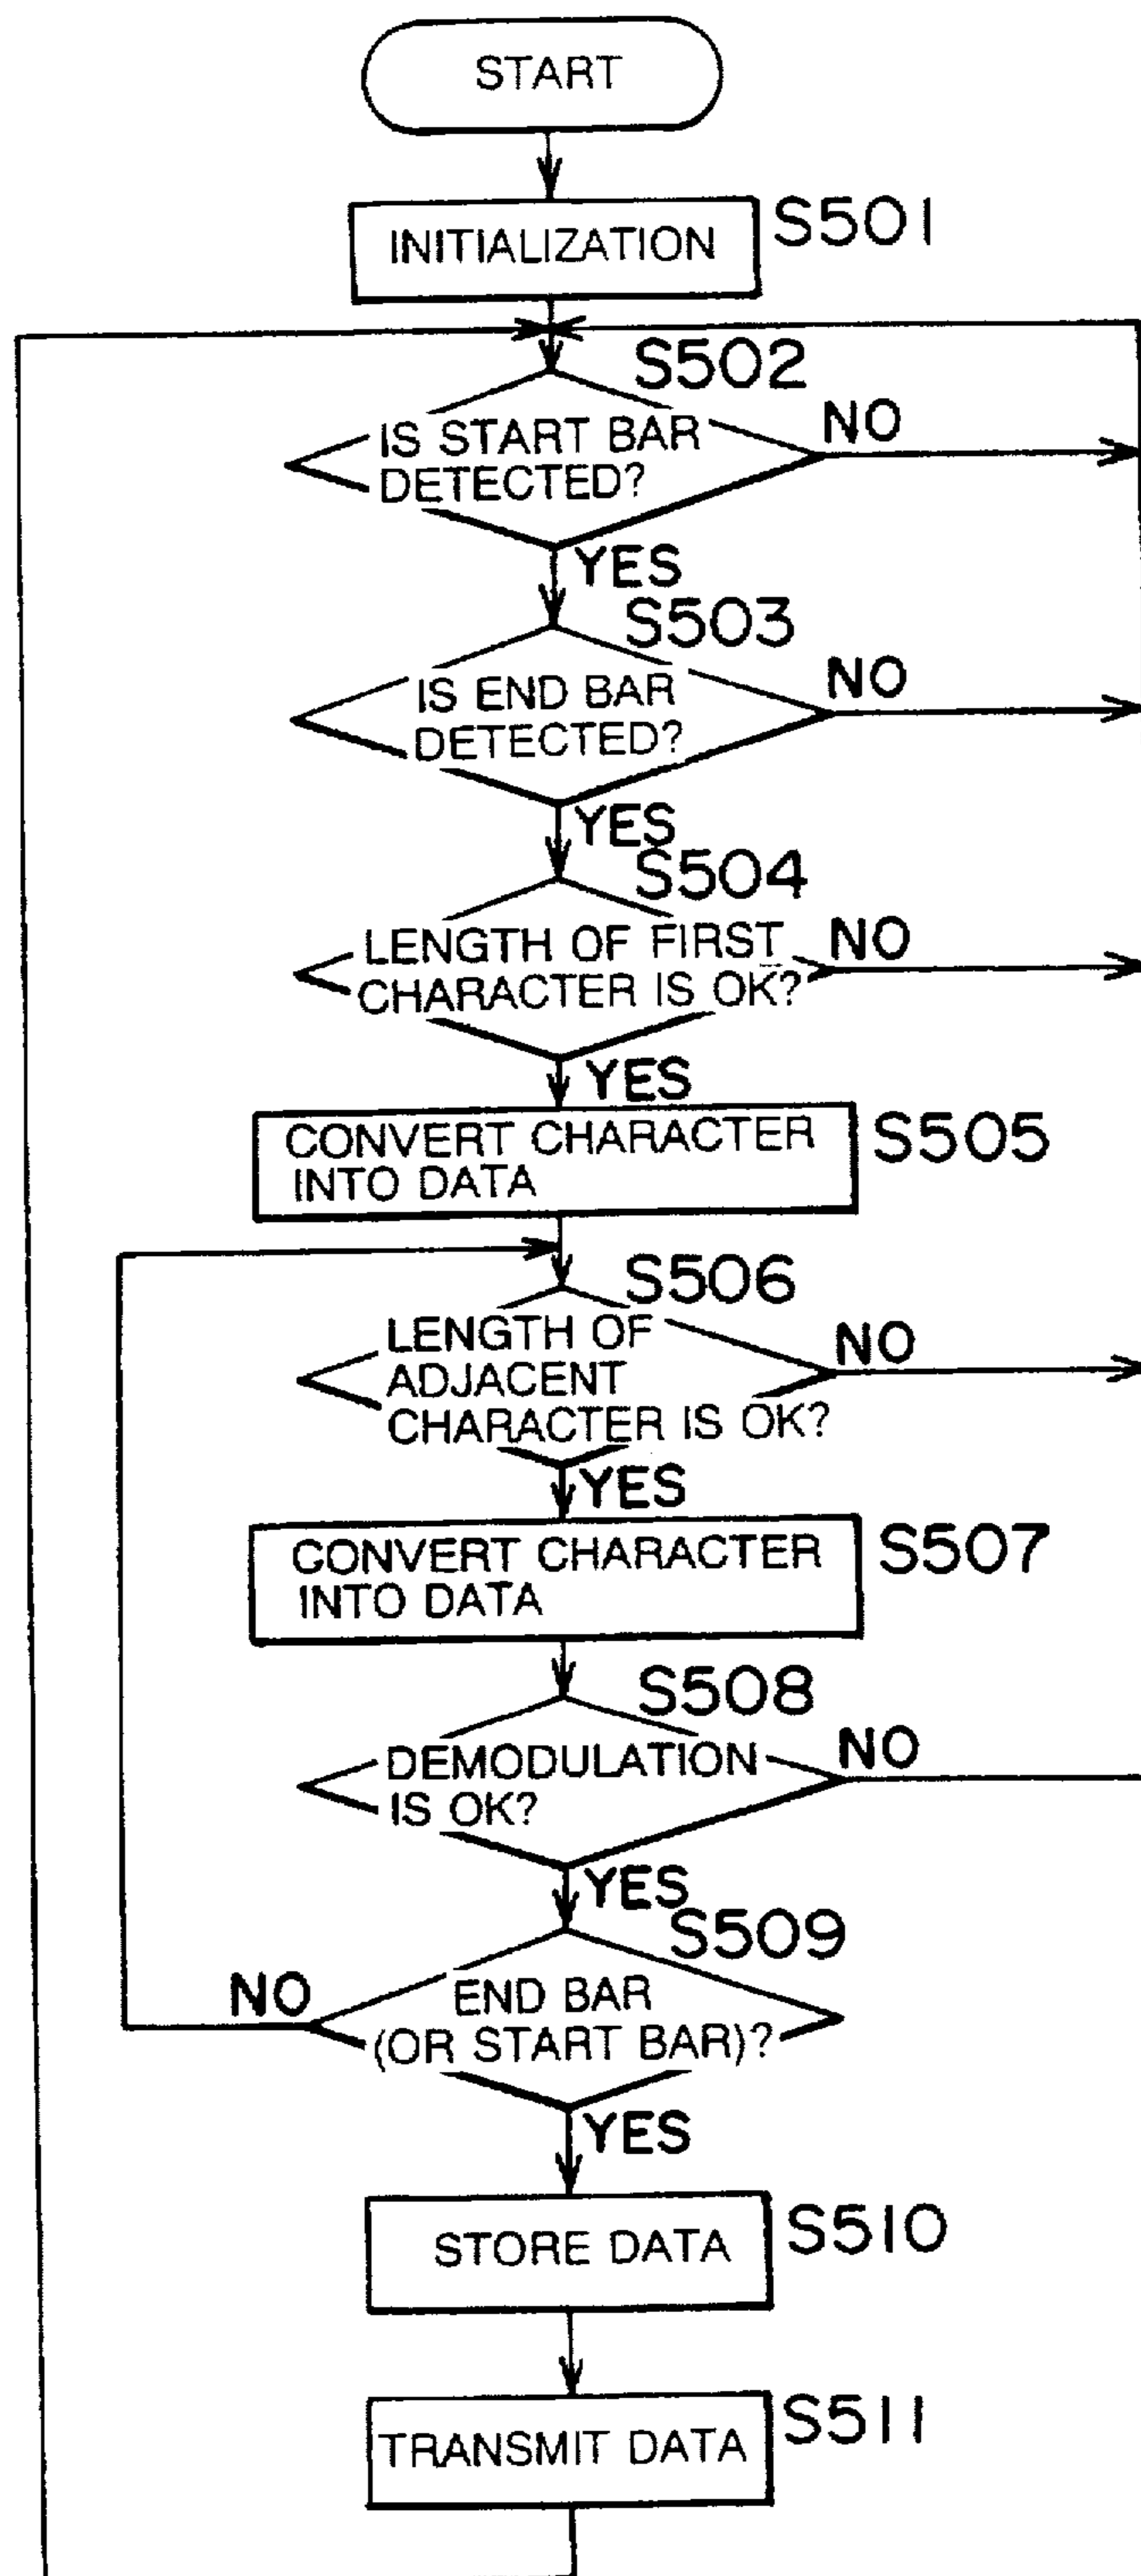 START
INITIALIZATION
S501
S502
IS START BAR
DETECTED?
NO
YES
S503
IS END BAR
DETECTED?
NO
YES
S504
LENGTH OF FIRST
CHARACTER IS OK?
NO
YES
CONVERT CHARACTER
INTO DATA
S505
S506
LENGTH OF
ADJACENT
CHARACTER IS OK?
NO
YES
CONVERT CHARACTER
INTO DATA
S507
S508
DEMODULATION
IS OK?
NO
YES
S509
END BAR
(OR START BAR)?
NO
YES
STORE DATA
S510
TRANSMIT DATA
S511